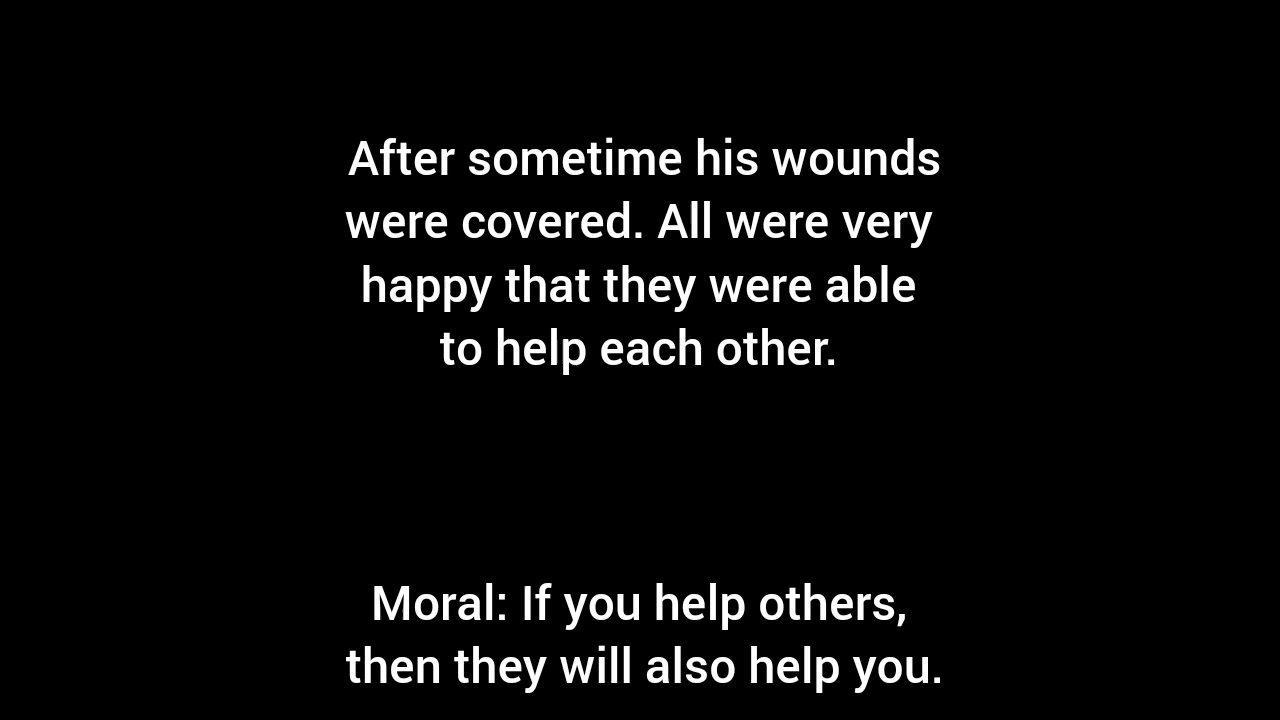 After sometime his wounds
were covered. All were very
happy that they were able
to help each other.
Moral: If you help others,
then they will also help you.